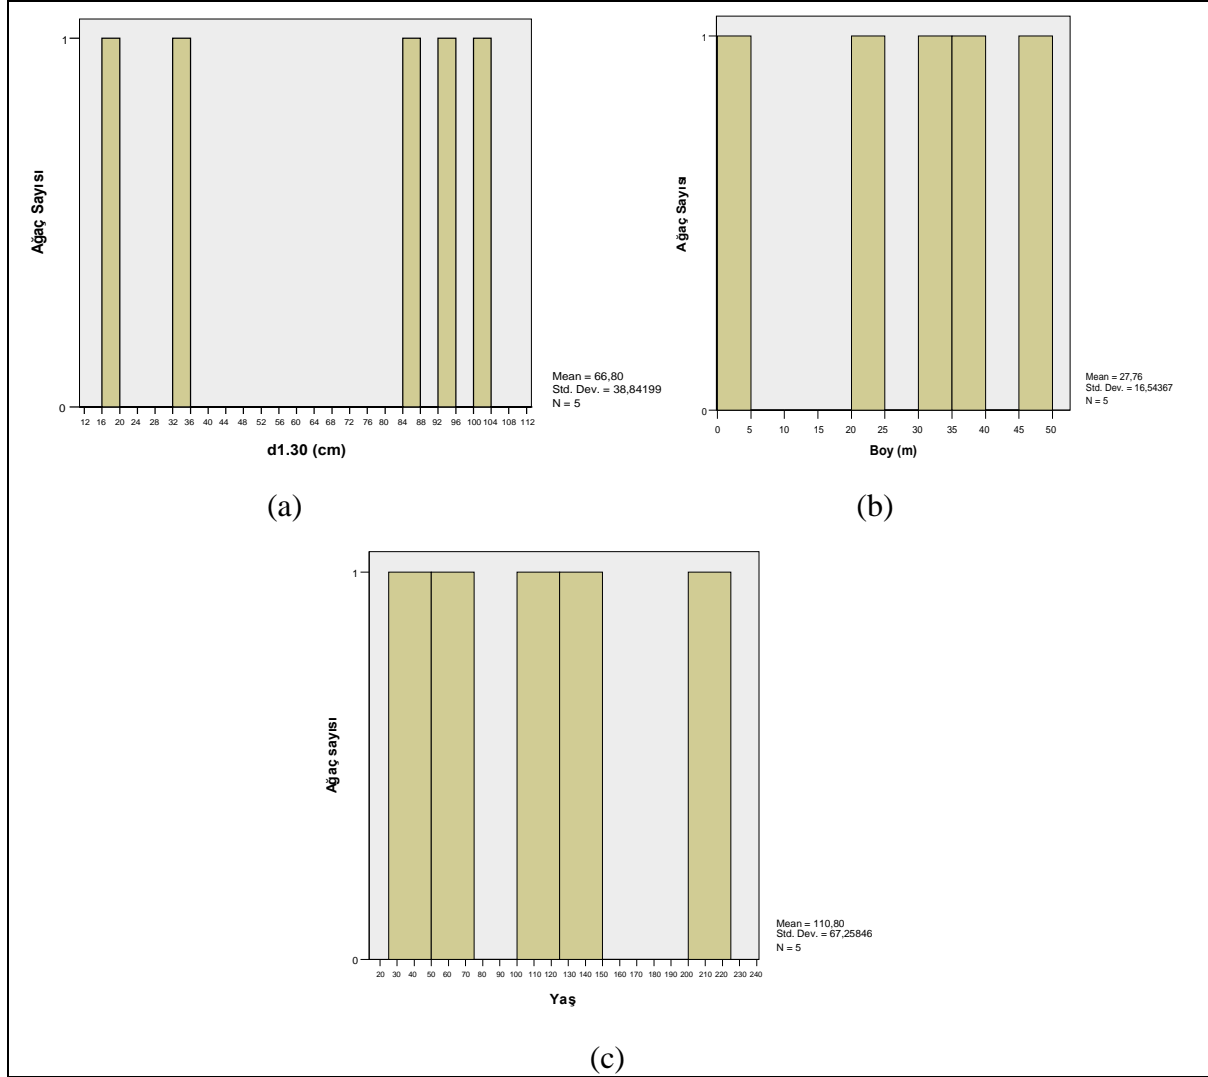 1
0
Ağaç Sayısı
12 16 20 24 28 32 36 40 44 48 52 56 60 64 68 72 76 80 84 88 92 96 100 104 108 112
d1.30 (cm)
Mean = 66,80
Std. Dev. = 38,84199
N = 5
(a)
1
0
Ağaç Sayısı
0 5 10 15 20 25 30 35 40 45 50
Boy (m)
Mean = 27,76
Std. Dev. = 16,54367
N = 5
(b)
1
0
Ağaç sayısı
20 30 40 50 60 70 80 90 100 110 120 130 140 150 160 170 180 190 200 210 220 230 240
Yaş
Mean = 110,80
Std. Dev. = 67,25846
N = 5
(c)